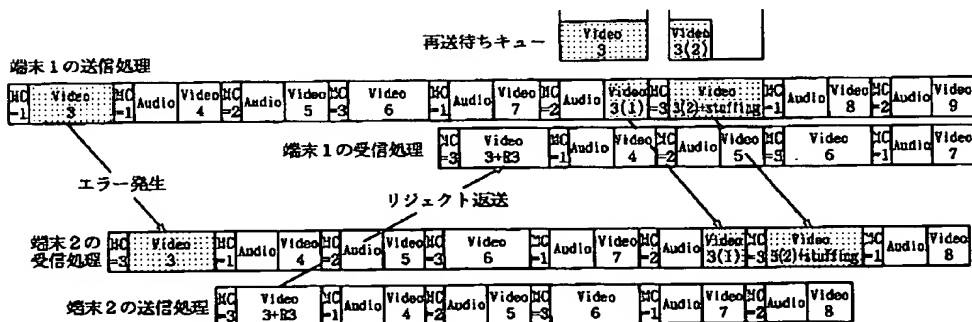 再送待ちキュー
Video 3
Video 3(2)
端末1の送信処理
MC =1 Video 3 MC =1 Audio Video 4 MC =2 Audio Video 5 MC =3 Video 6 MC =1 Audio Video 7 MC =2 Audio Video 3(1) MC =3 Video 3(2)+stuffing MC =1 Audio Video 8 MC =2 Audio Video 9
端末1の受信処理
MC =3 Video 3+R3 MC =1 Audio Video 4 MC =2 Audio Video 5 MC =3 Video 6 MC =1 Audio Video 7
エラー発生
リジェクト返送
端末2の受信処理
MC =3 Video 3 MC =1 Audio Video 4 MC =2 Audio Video 5 MC =3 Video 6 MC =1 Audio Video 7 MC =2 Audio Video 3(1) MC =3 Video 3(2)+stuffing MC =1 Audio Video 8
端末2の送信処理
MC =3 Video 3+R3 MC =1 Audio Video 4 MC =2 Audio Video 5 MC =3 Video 6 MC =1 Audio Video 7 MC =2 Audio Video 8